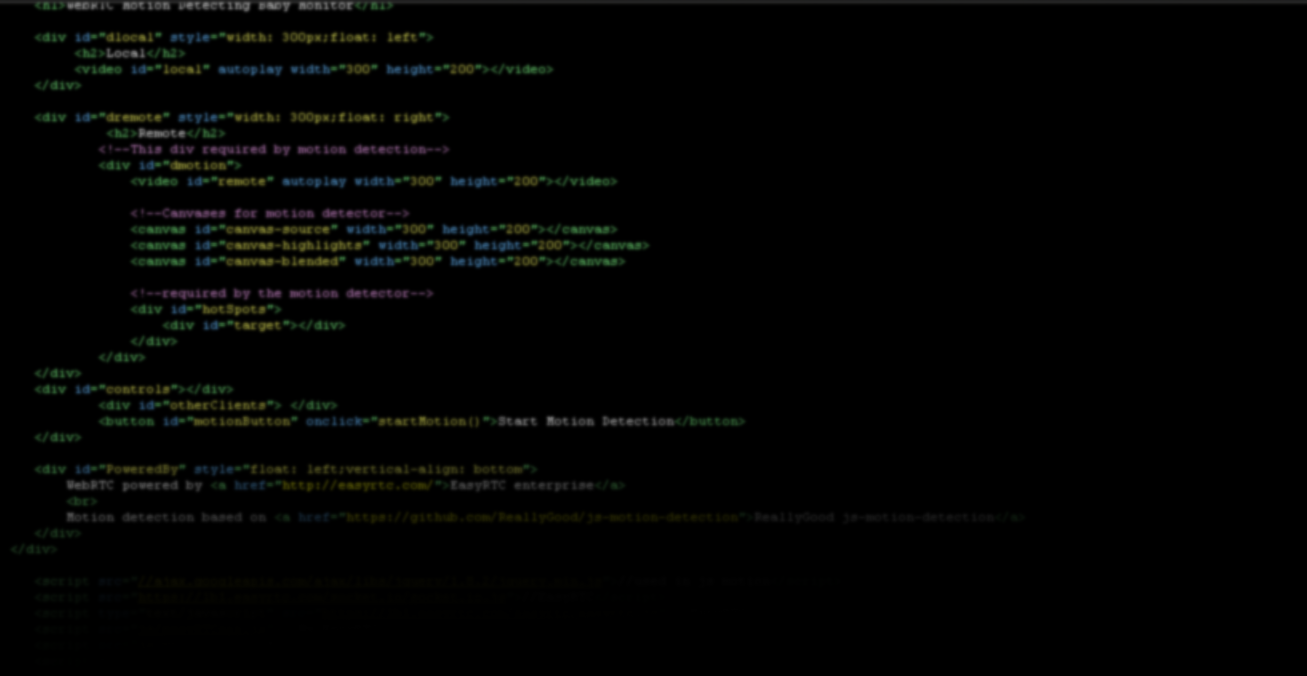 <h1>WebRTC Motion Detecting Baby Monitor</h1>
<div id="dlocal" style="width: 300px;float: left">
<h2>Local</h2>
<video id="local" autoplay width="300" height="200"></video>
</div>
<div id="dremote" style="width: 300px;float: right">
<h2>Remote</h2>
<!--This div required by motion detection-->
<div id="dmotion">
<video id="remote" autoplay width="300" height="200"></video>
<!--Canvases for motion detector-->
<canvas id="canvas-source" width="300" height="200"></canvas>
<canvas id="canvas-highlights" width="300" height="200"></canvas>
<canvas id="canvas-blended" width="300" height="200"></canvas>
<!--required by the motion detector-->
<div id="hotSpots">
<div id="target"></div>
</div>
</div>
</div>
<div id="controls"></div>
<div id="otherClients"> </div>
<button id="motionButton" onclick="startMotion()">Start Motion Detection</button>
</div>
<div id="PoweredBy" style="float: left;vertical-align: bottom">
WebRTC powered by <a href="http://easyrtc.com/">EasyRTC enterprise</a>
<br>
Motion detection based on <a href="https://github.com/ReallyGood/js-motion-detection">ReallyGood js-motion-detection</a>
</div>
</div>
<script
<script
<script